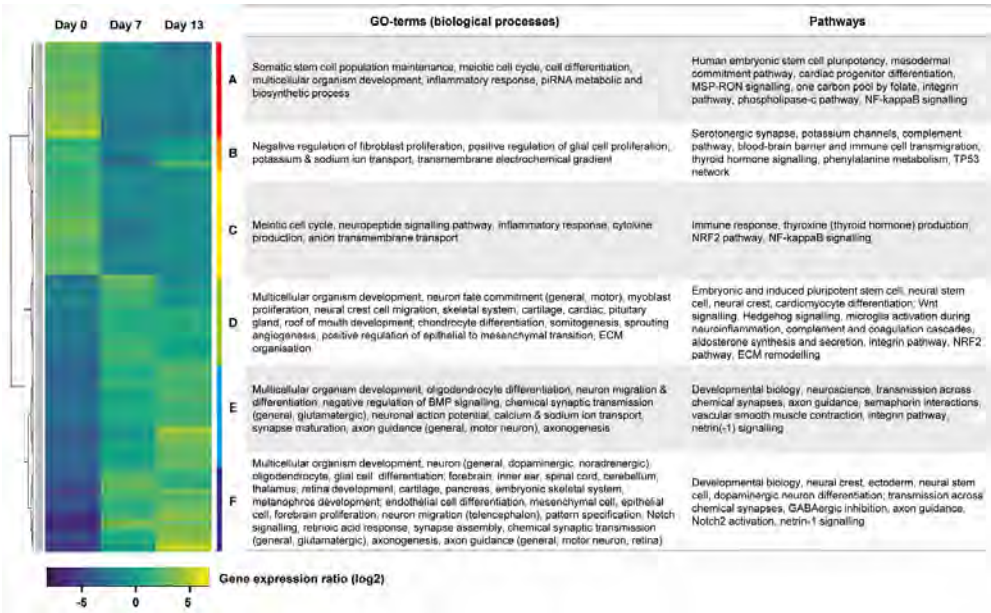 Day 0 Day 7 Day 13
GO-terms (biological processes)
Pathways
A
Somatic stem cell population maintenance, meiotic cell cycle, cell differentiation,
multicellular organism development, inflammatory response, piRNA metabolic and
biosynthetic process
Human embryonic stem cell pluripotency, mesodermal
commitment pathway, cardiac progenitor differentiation,
MSP-RON signalling, one carbon pool by folate, integrin
pathway, phospholipase-c pathway, NF-kappaB signalling
B
Negative regulation of fibroblast proliferation, positive regulation of glial cell proliferation,
potassium & sodium ion transport, transmembrane electrochemical gradient
Serotonergic synapse, potassium channels, complement
pathway, blood-brain barrier and immune cell transmigration,
thyroid hormone signalling, phenylalanine metabolism, TP53
network
C
Meiotic cell cycle, neuropeptide signalling pathway, inflammatory response, cytokine
production, anion transmembrane transport
Immune response, thyroxine (thyroid hormone) production,
NRF2 pathway, NF-kappaB signalling
D
Multicellular organism development, neuron fate commitment (general, motor), myoblast
proliferation, neural crest cell migration, skeletal system, cartilage, cardiac, pituitary
gland, roof of mouth development, chondrocyte differentiation, somitogenesis, sprouting
angiogenesis, positive regulation of epithelial to mesenchymal transition, ECM
organisation
Embryonic and induced pluripotent stem cell, neural stem
cell, neural crest, cardiomyocyte differentiation; Wnt
signalling, Hedgehog signalling, microglia activation during
neuroinflammation, complement and coagulation cascades,
aldosterone synthesis and secretion, integrin pathway, NRF2
pathway, ECM remodelling
E
Multicellular organism development, oligodendrocyte differentiation, neuron migration &
differentiation, negative regulation of BMP signalling, chemical synaptic transmission
(general, glutamatergic), neuronal action potential, calcium & sodium ion transport,
synapse maturation, axon guidance (general, motor neuron), axonogenesis
Developmental biology, neuroscience, transmission across
chemical synapses, axon guidance, semaphorin interactions,
vascular smooth muscle contraction, integrin pathway,
netrin(-1) signalling
F
Multicellular organism development, neuron (general, dopaminergic, noradrenergic)
oligodendrocyte, glial cell differentiation; forebrain, inner ear, spinal cord, cerebellum,
thalamus, retina development, cartilage, pancreas, embryonic skeletal system,
metanephros development; endothelial cell differentiation, mesenchymal cell, epithelial
cell, forebrain proliferation, neuron migration (telencephalon), pattern specification, Notch
signalling, retinoic acid response, synapse assembly, chemical synaptic transmission
(general, glutamatergic), axonogenesis, axon guidance (general, motor neuron, retina)
Developmental biology, neural crest, ectoderm, neural stem
cell, dopaminergic neuron differentiation; transmission across
chemical synapses, GABAergic inhibition, axon guidance,
Notch2 activation, netrin-1 signalling
Gene expression ratio (log2)
-5 0 5